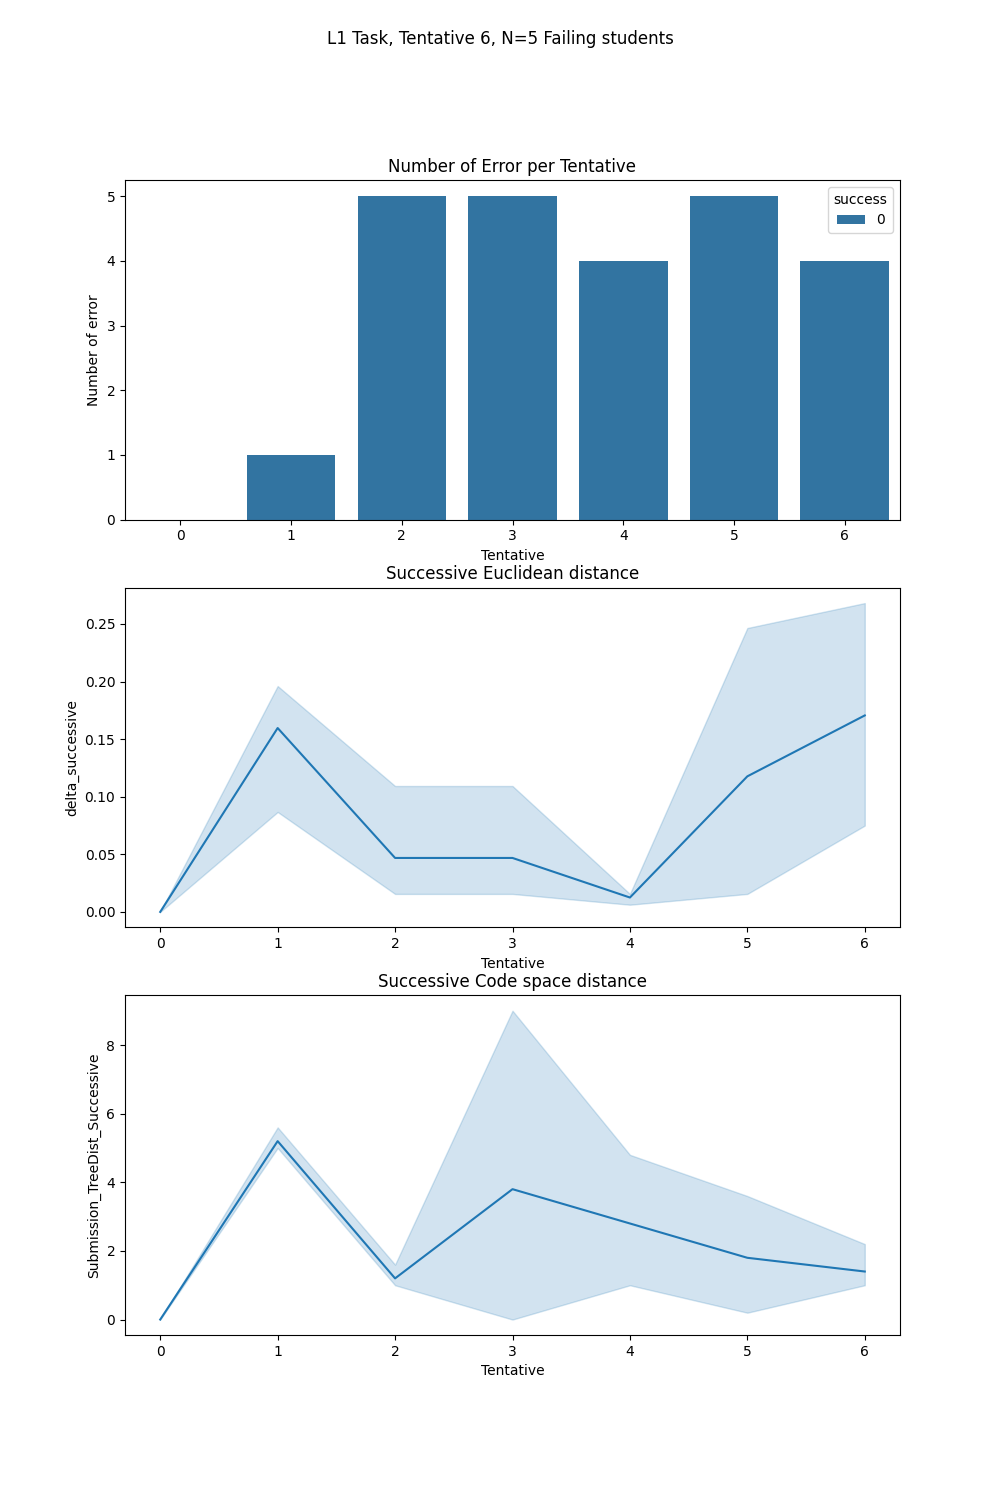 L1 Task, Tentative 6, N=5 Failing students
Number of Error per Tentative
Number of error
5
4
3
2
1
0
success
0
0 1 2 3 4 5 6
Tentative
Successive Euclidean distance
delta_successive
0.25
0.20
0.15
0.10
0.05
0.00
0 1 2 3 4 5 6
Tentative
Successive Code space distance
Submission_TreeDist_Successive
8
6
4
2
0
0 1 2 3 4 5 6
Tentative